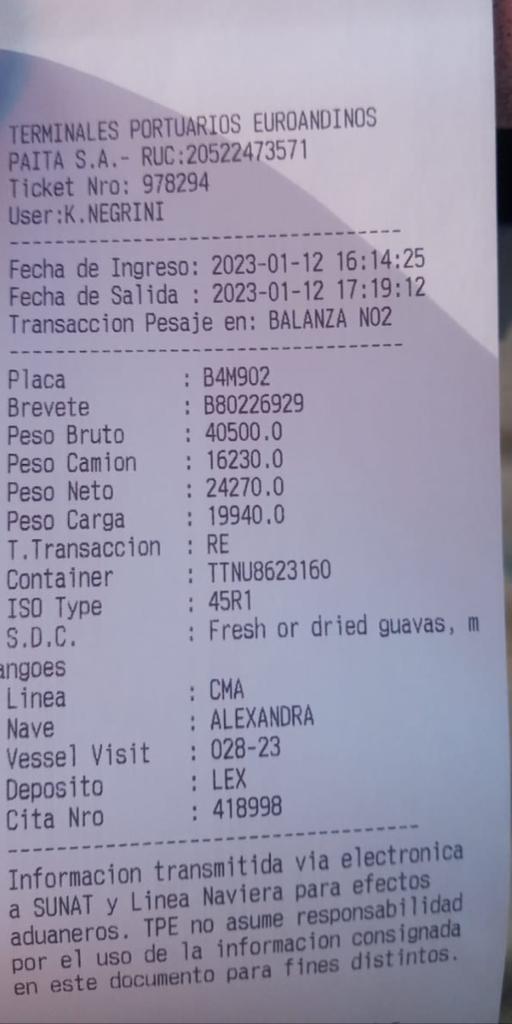 TERMINALES PORTUARIOS EUROANDINOS
PAITA S.A.- RUC:20522473571
Ticket Nro: 978294
User:K.NEGRINI
--------------------------------
Fecha de Ingreso: 2023-01-12 16:14:25
Fecha de Salida : 2023-01-12 17:19:12
Transaccion Pesaje en: BALANZA NO2
--------------------------------
Placa : B4M902
Brevete : B80226929
Peso Bruto : 40500.0
Peso Camion : 16230.0
Peso Neto : 24270.0
Peso Carga : 19940.0
T.Transaccion : RE
Container : TTNU8623160
ISO Type : 45R1
S.D.C. : Fresh or dried guavas, m
angoes
Linea : CMA
Nave : ALEXANDRA
Vessel Visit : 028-23
Deposito : LEX
Cita Nro : 418998
--------------------------------
Informacion transmitida via electronica
a SUNAT y Linea Naviera para efectos
aduaneros. TPE no asume responsabilidad
por el uso de la informacion consignada
en este documento para fines distintos.